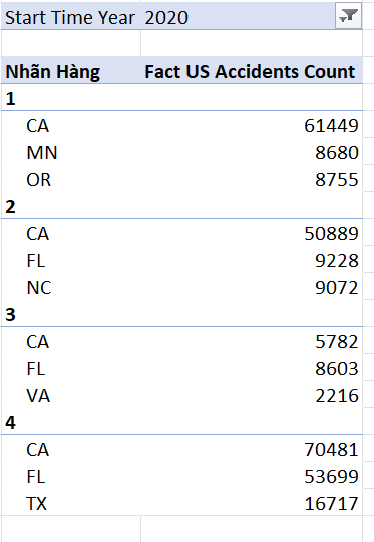 Start Time Year 2020
Nhãn Hàng Fact US Accidents Count
1
CA 61449
MN 8680
OR 8755
2
CA 50889
FL 9228
NC 9072
3
CA 5782
FL 8603
VA 2216
4
CA 70481
FL 53699
TX 16717